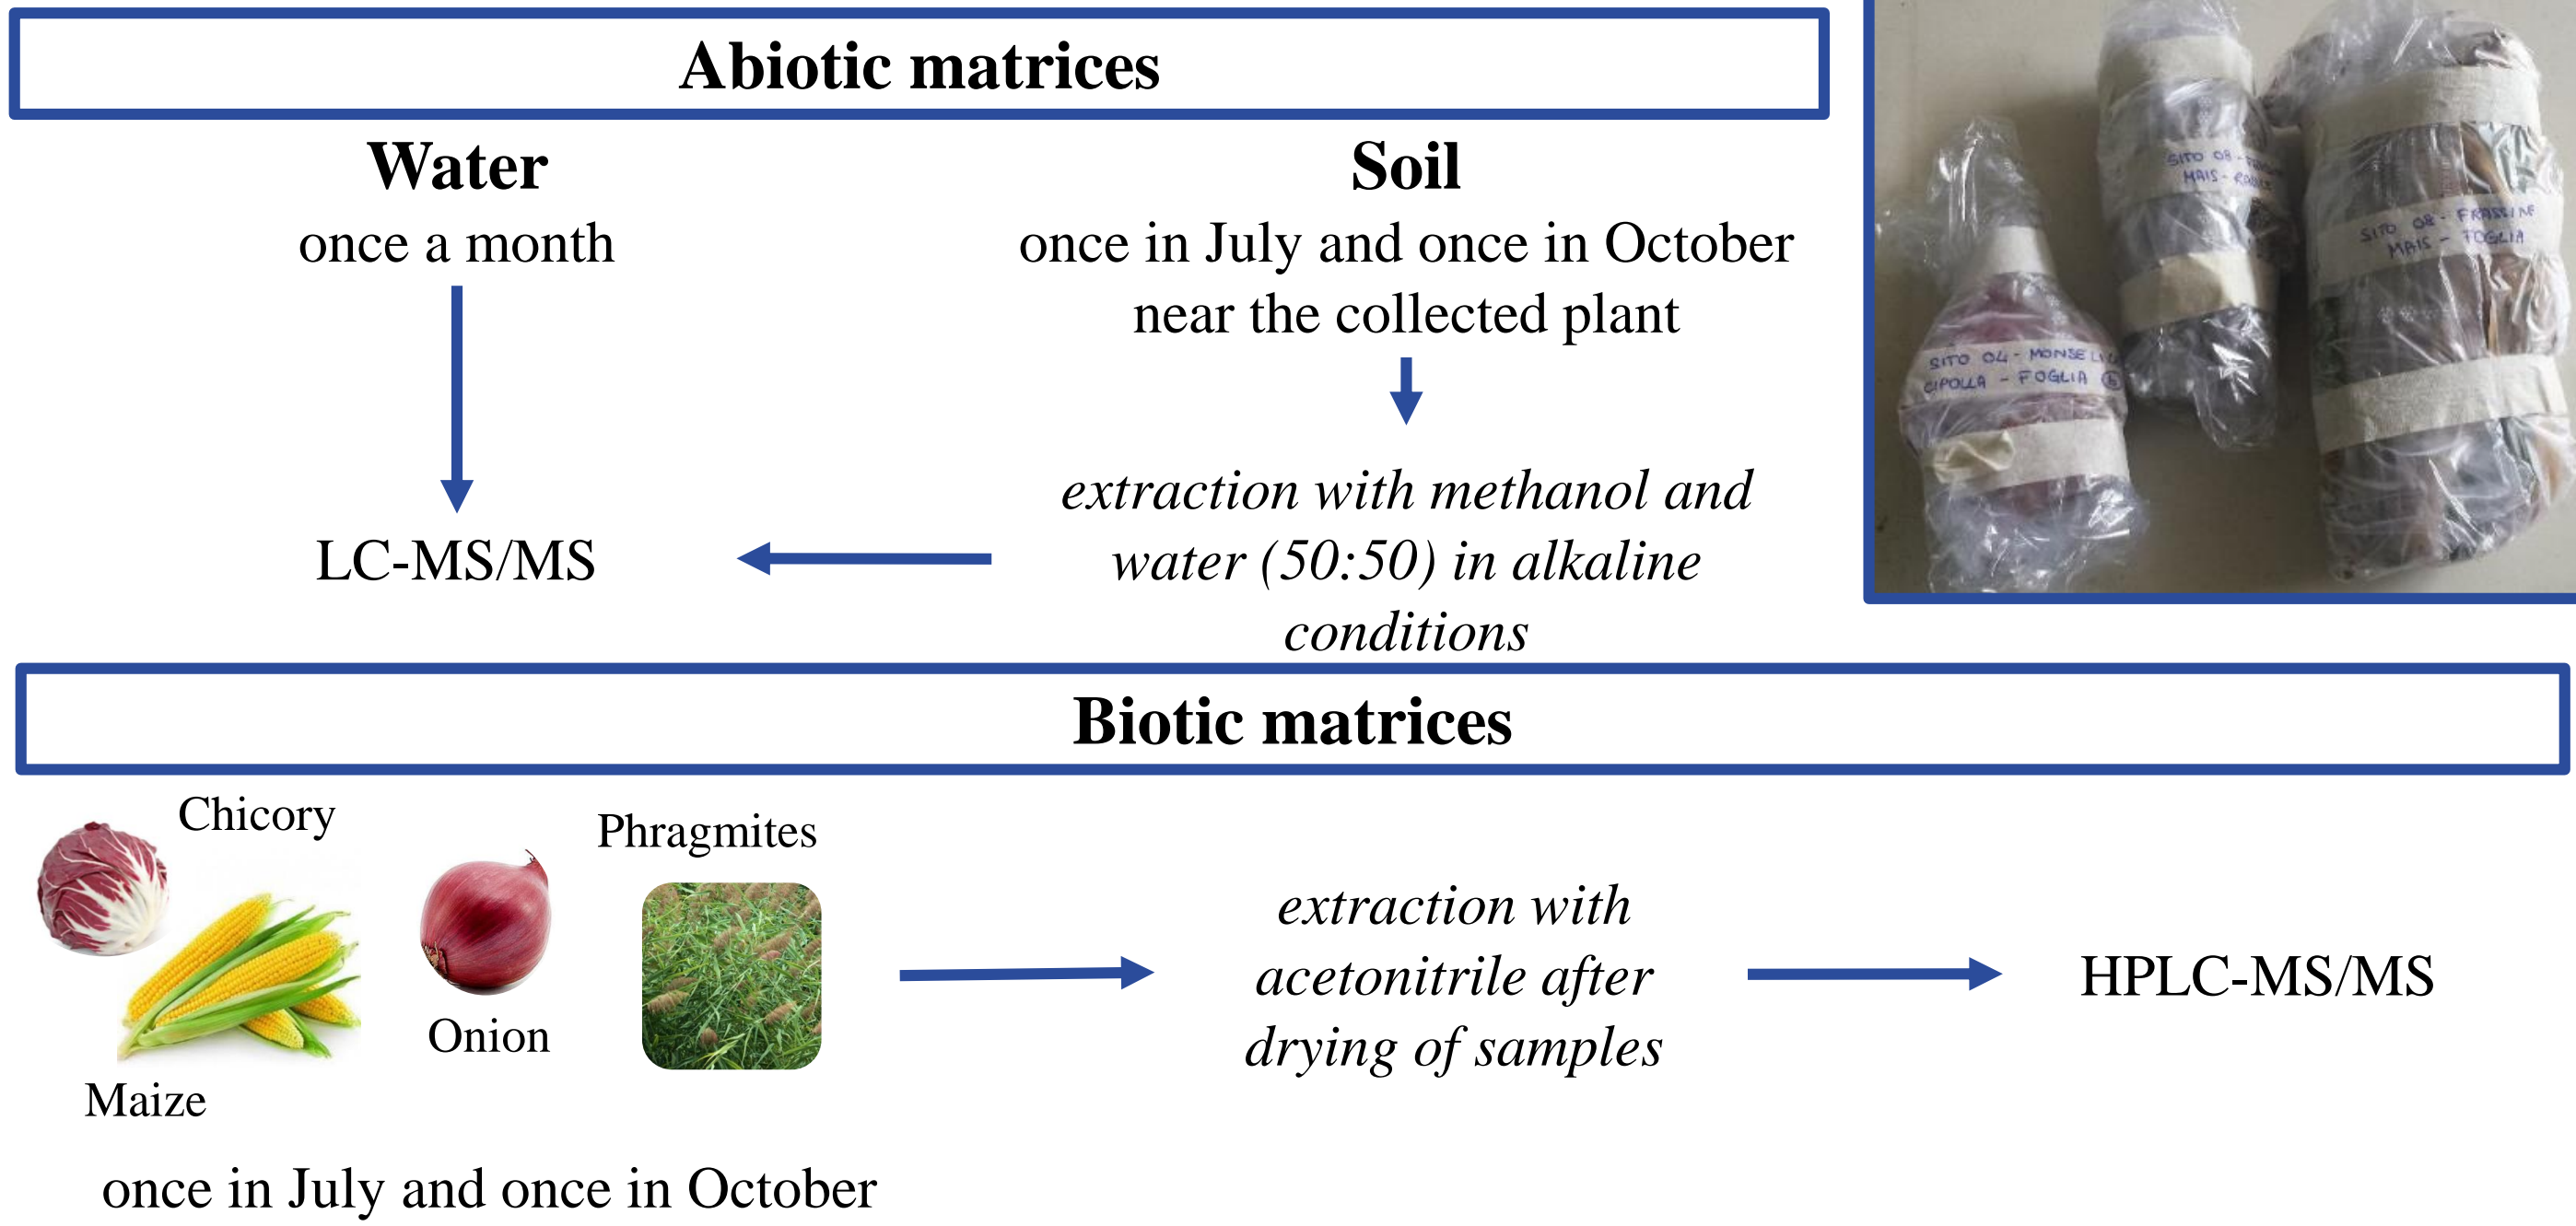 Abiotic matrices
Water
once a month
LC-MS/MS
Soil
once in July and once in October
near the collected plant
extraction with methanol and
water (50:50) in alkaline
conditions
SITO 04 - MONSELI
CIPOLLA - FOGLIA
SITO 08 -
MAIS -
SITO 08 - FRASSINE
MAIS - FOGLIA
Biotic matrices
Chicory
Maize
Onion
Phragmites
once in July and once in October
extraction with
acetonitrile after
drying of samples
HPLC-MS/MS